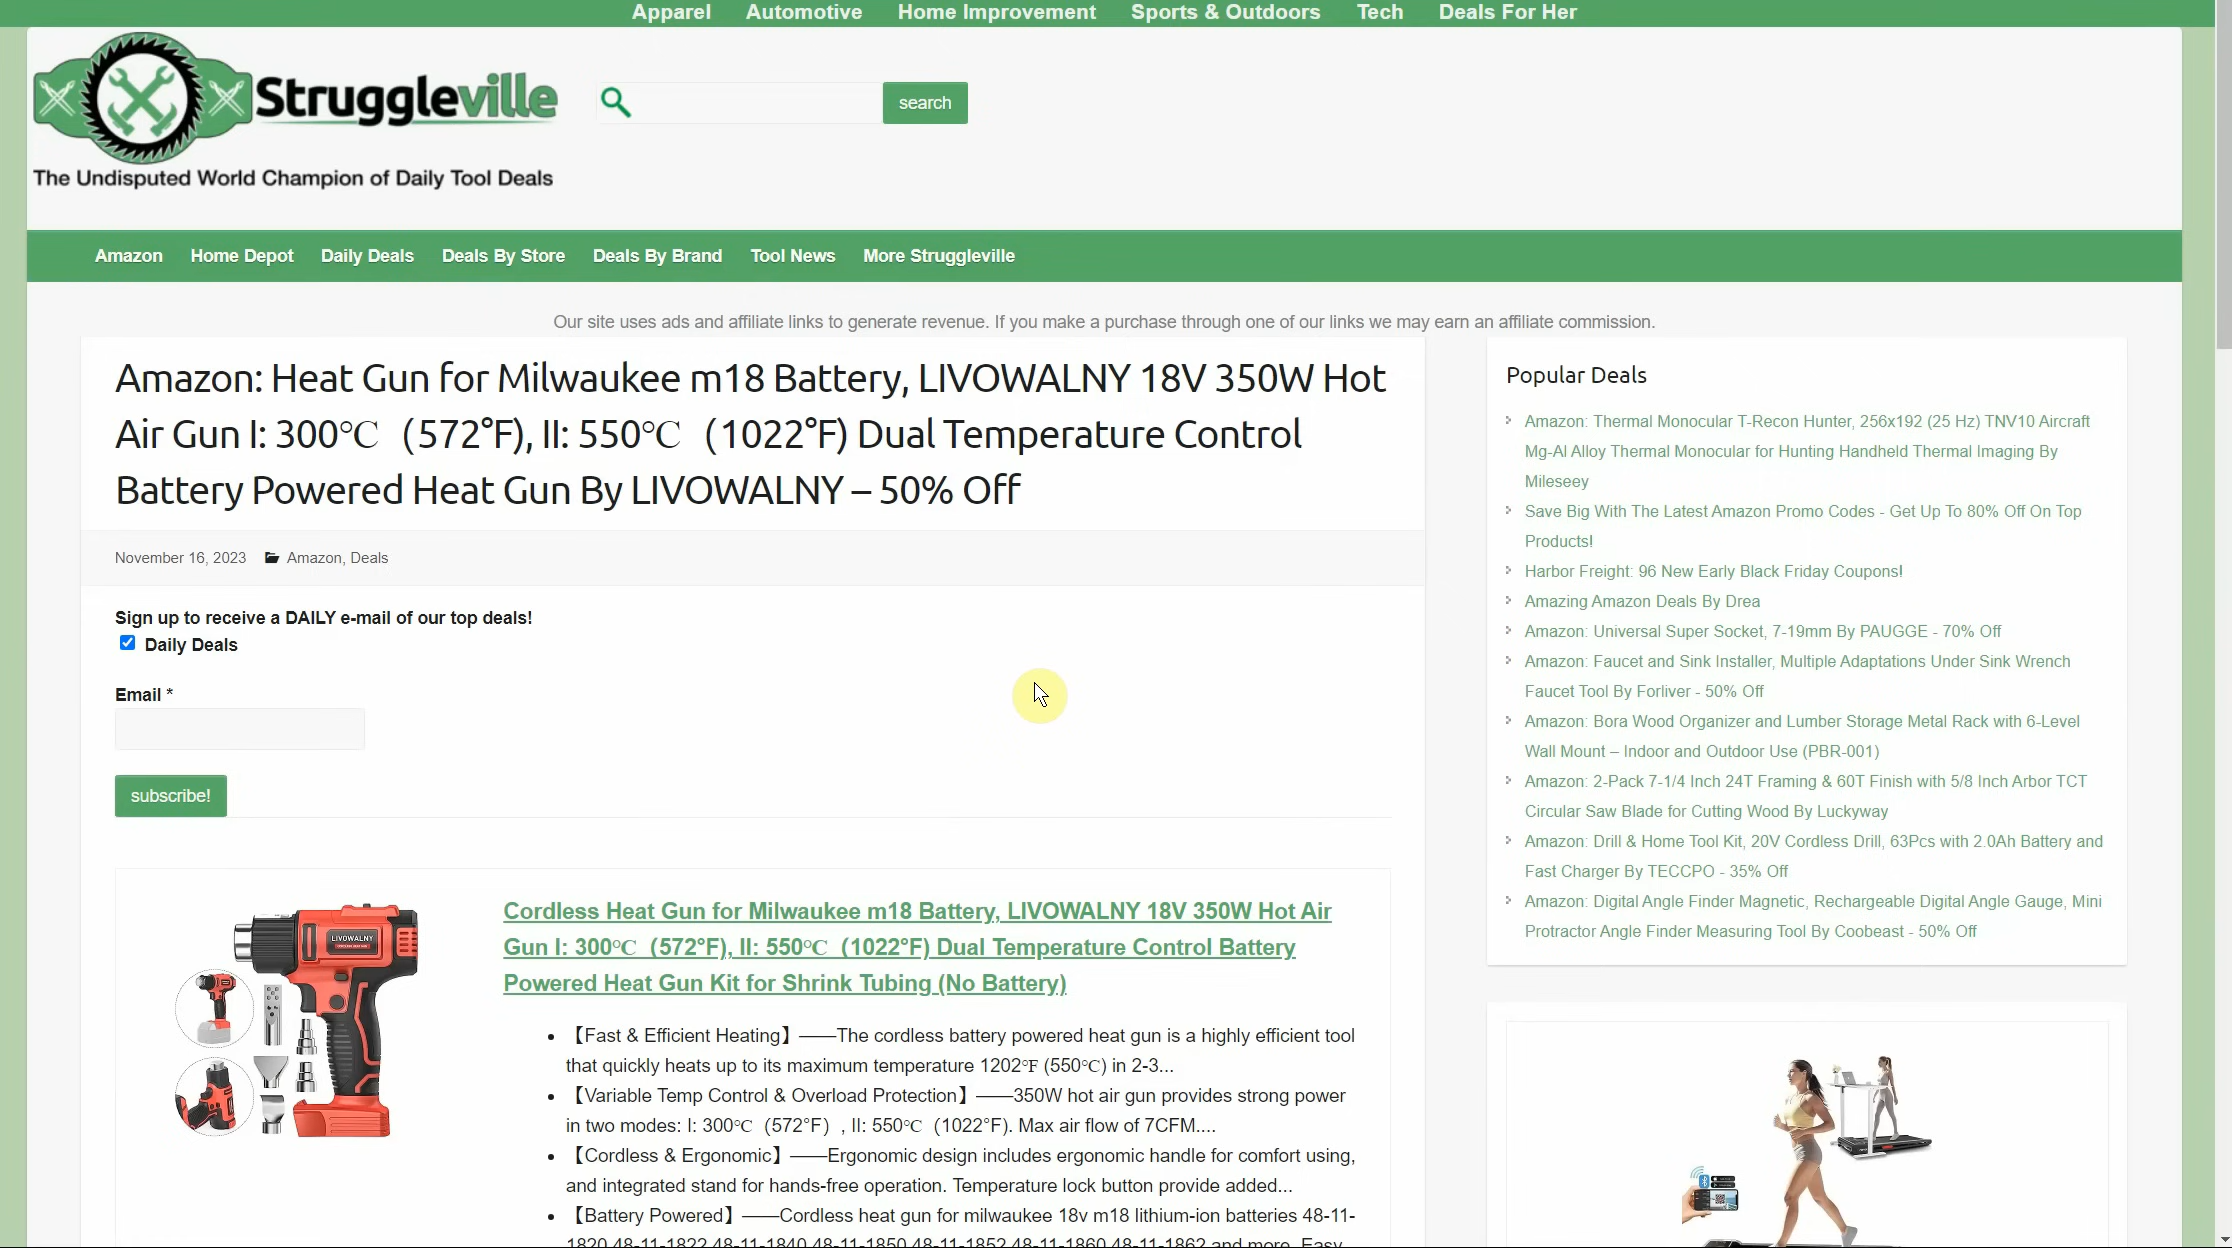 Apparel Automotive Home Improvement Sports & Outdoors Tech Deals For Her
Struggleville
The Undisputed World Champion of Daily Tool Deals
search
Amazon Home Depot Daily Deals Deals By Store Deals By Brand Tool News More Struggleville
Our site uses ads and affiliate links to generate revenue. If you make a purchase through one of our links we may earn an affiliate commission.
Amazon: Heat Gun for Milwaukee m18 Battery, LIVOWALNY 18V 350W Hot
Air Gun I: 300℃（572℉), II: 550℃（1022℉) Dual Temperature Control
Battery Powered Heat Gun By LIVOWALNY – 50% Off
November 16, 2023 Amazon, Deals
Sign up to receive a DAILY e-mail of our top deals!
Daily Deals
Email *
subscribe!
LIVOWALNY
Cordless Heat Gun for Milwaukee m18 Battery, LIVOWALNY 18V 350W Hot Air
Gun I: 300℃（572°F), II: 550℃（1022°F) Dual Temperature Control Battery
Powered Heat Gun Kit for Shrink Tubing (No Battery)
【Fast & Efficient Heating】——The cordless battery powered heat gun is a highly efficient tool
that quickly heats up to its maximum temperature 1202℉ (550℃) in 2-3...
【Variable Temp Control & Overload Protection】——350W hot air gun provides strong power
in two modes: I: 300℃（572°F）, II: 550℃（1022°F). Max air flow of 7CFM....
【Cordless & Ergonomic】——Ergonomic design includes ergonomic handle for comfort using,
and integrated stand for hands-free operation. Temperature lock button provide added...
【Battery Powered】——Cordless heat gun for milwaukee 18v m18 lithium-ion batteries 48-11-
1820 48-11-1822 48-11-1840 48-11-1850 48-11-1852 48-11-1860 48-11-1862 and more. Easy
Popular Deals
Amazon: Thermal Monocular T-Recon Hunter, 256x192 (25 Hz) TNV10 Aircraft
Mg-Al Alloy Thermal Monocular for Hunting Handheld Thermal Imaging By
Mileseey
Save Big With The Latest Amazon Promo Codes - Get Up To 80% Off On Top
Products!
Harbor Freight: 96 New Early Black Friday Coupons!
Amazing Amazon Deals By Drea
Amazon: Universal Super Socket, 7-19mm By PAUGGE - 70% Off
Amazon: Faucet and Sink Installer, Multiple Adaptations Under Sink Wrench
Faucet Tool By Forliver - 50% Off
Amazon: Bora Wood Organizer and Lumber Storage Metal Rack with 6-Level
Wall Mount – Indoor and Outdoor Use (PBR-001)
Amazon: 2-Pack 7-1/4 Inch 24T Framing & 60T Finish with 5/8 Inch Arbor TCT
Circular Saw Blade for Cutting Wood By Luckyway
Amazon: Drill & Home Tool Kit, 20V Cordless Drill, 63Pcs with 2.0Ah Battery and
Fast Charger By TECCPO - 35% Off
Amazon: Digital Angle Finder Magnetic, Rechargeable Digital Angle Gauge, Mini
Protractor Angle Finder Measuring Tool By Coobeast - 50% Off